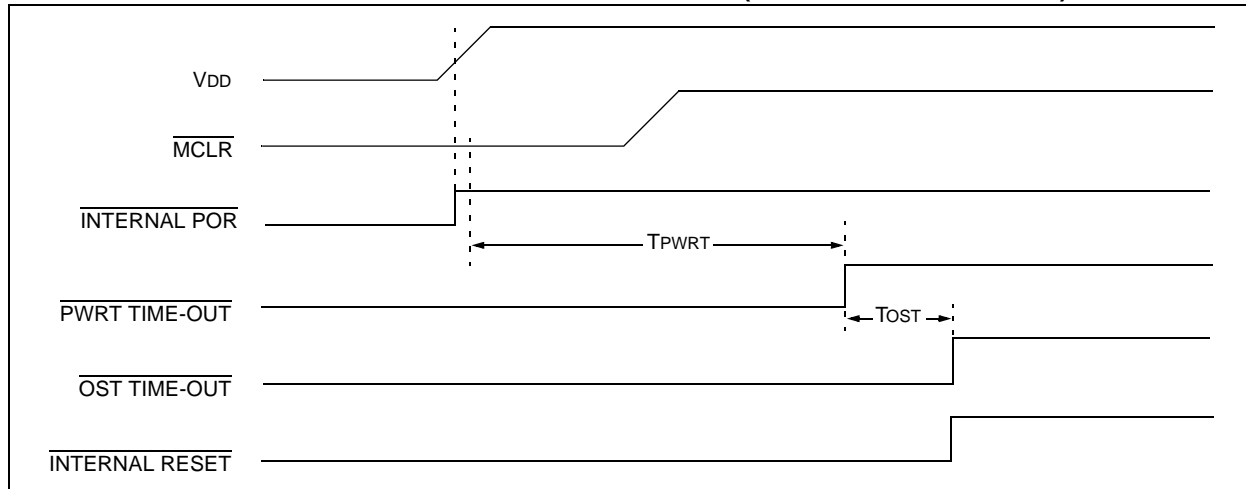 VDD
MCLR
INTERNAL POR
TPWRT
PWRT TIME-OUT
TOST
OST TIME-OUT
INTERNAL RESET